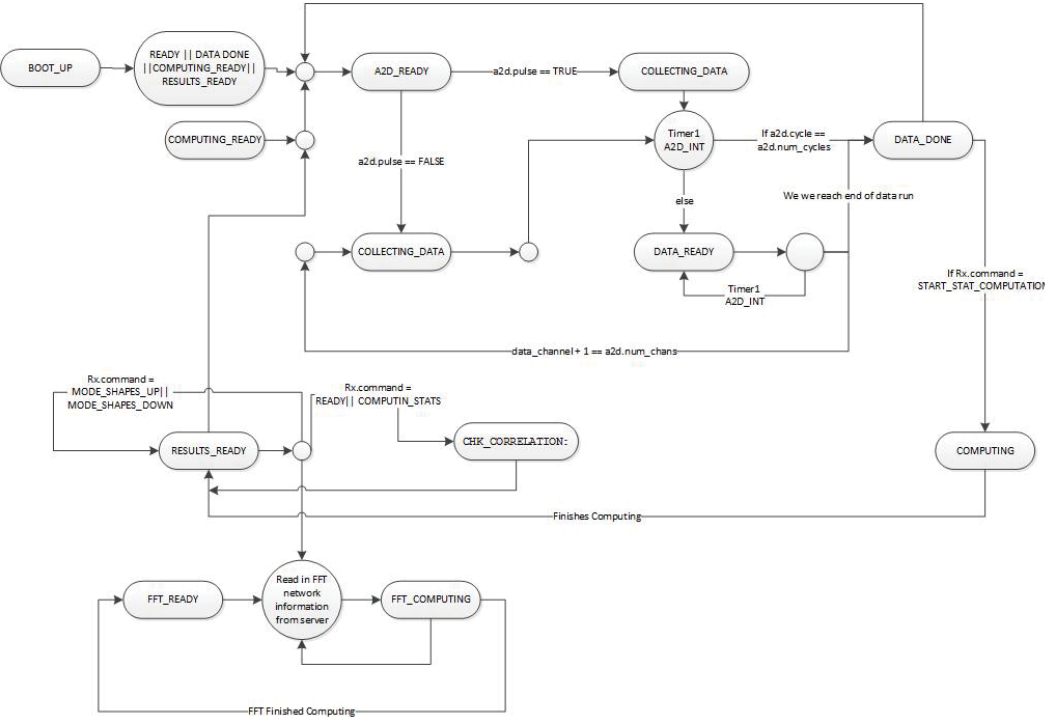 BOOT_UP
READY || DATA DONE
||COMPUTING_READY||
RESULTS_READY
A2D_READY
a2d.pulse == TRUE
COLLECTING_DATA
COMPUTING_READY
a2d.pulse == FALSE
Timer1
A2D_INT
If a2d.cycle ==
a2d.num_cycles
DATA_DONE
else
We we reach end of data run
COLLECTING_DATA
DATA_READY
Timer1
A2D_INT
If Rx.command =
START_STAT_COMPUTATION
data_channel + 1 == a2d.num_chans
Rx.command =
MODE_SHAPES_UP||
MODE_SHAPES_DOWN
Rx.command =
READY|| COMPUTIN_STATS
RESULTS_READY
CHK_CORRELATION:
COMPUTING
Finishes Computing
FFT_READY
Read in FFT
network
information
from server
FFT_COMPUTING
FFT Finished Computing